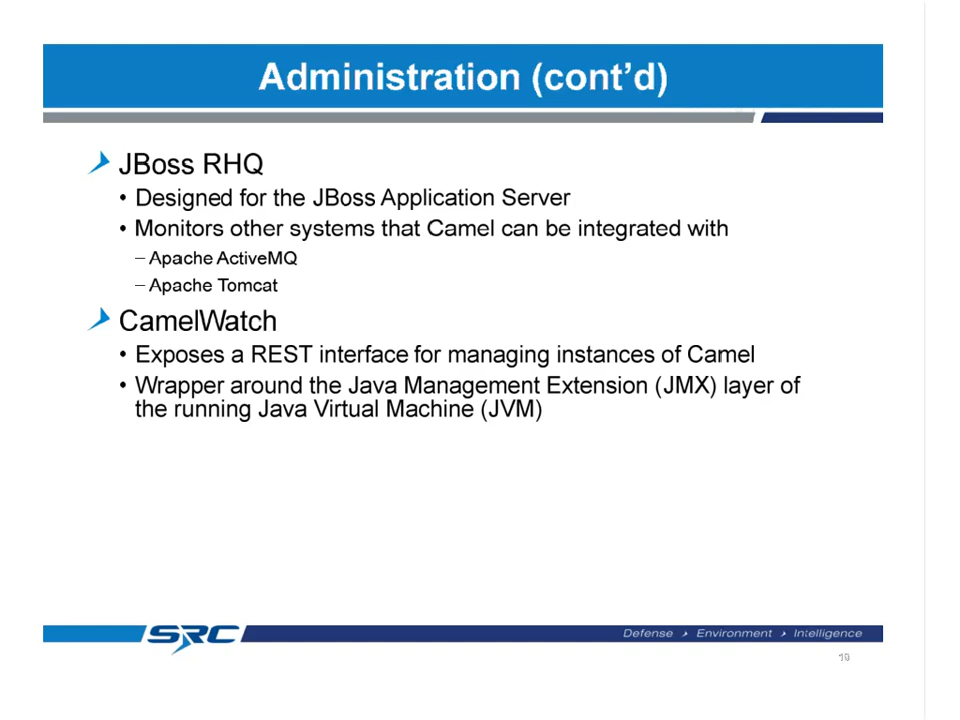 Administration (cont’d)
JBoss RHQ
• Designed for the JBoss Application Server
• Monitors other systems that Camel can be integrated with
– Apache ActiveMQ
– Apache Tomcat
CamelWatch
• Exposes a REST interface for managing instances of Camel
• Wrapper around the Java Management Extension (JMX) layer of
the running Java Virtual Machine (JVM)
SRC
Defense Environment Intelligence